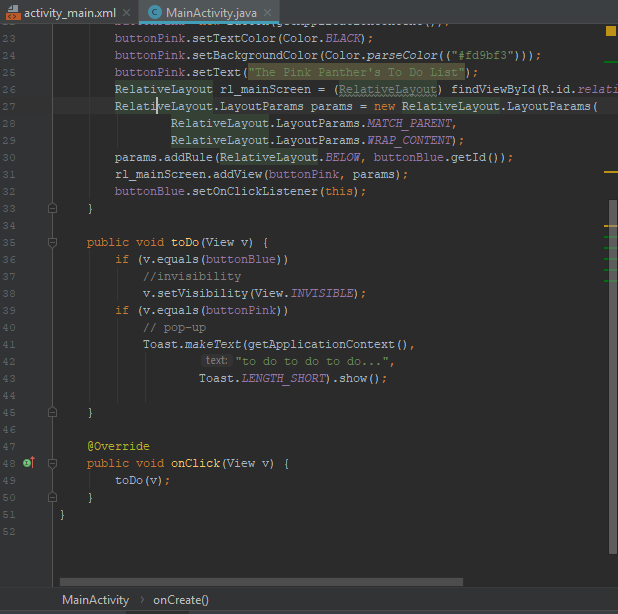 activity_main.xml MainActivity.java
23 buttonPink.setTextColor(Color.BLACK);
24 buttonPink.setBackgroundColor(Color.parseColor(("#fd9bf3")));
25 buttonPink.setText("The Pink Panther's To Do List");
26 RelativeLayout rl_mainScreen = (RelativeLayout) findViewById(R.id.relat
27 RelativeLayout.LayoutParams params = new RelativeLayout.LayoutParams(
28 RelativeLayout.LayoutParams.MATCH_PARENT,
29 RelativeLayout.LayoutParams.WRAP_CONTENT);
30 params.addRule(RelativeLayout.BELOW, buttonBlue.getId());
31 rl_mainScreen.addView(buttonPink, params);
32 buttonBlue.setOnClickListener(this);
33 }
34
35 public void toDo(View v) {
36 if (v.equals(buttonBlue))
37 //invisibility
38 v.setVisibility(View.INVISIBLE);
39 if (v.equals(buttonPink))
40 // pop-up
41 Toast.makeText(getApplicationContext(),
42 text: "to do to do to do...",
43 Toast.LENGTH_SHORT).show();
44
45 }
46
47 @Override
48 public void onClick(View v) {
49 toDo(v);
50 }
51 }
52
MainActivity › onCreate()